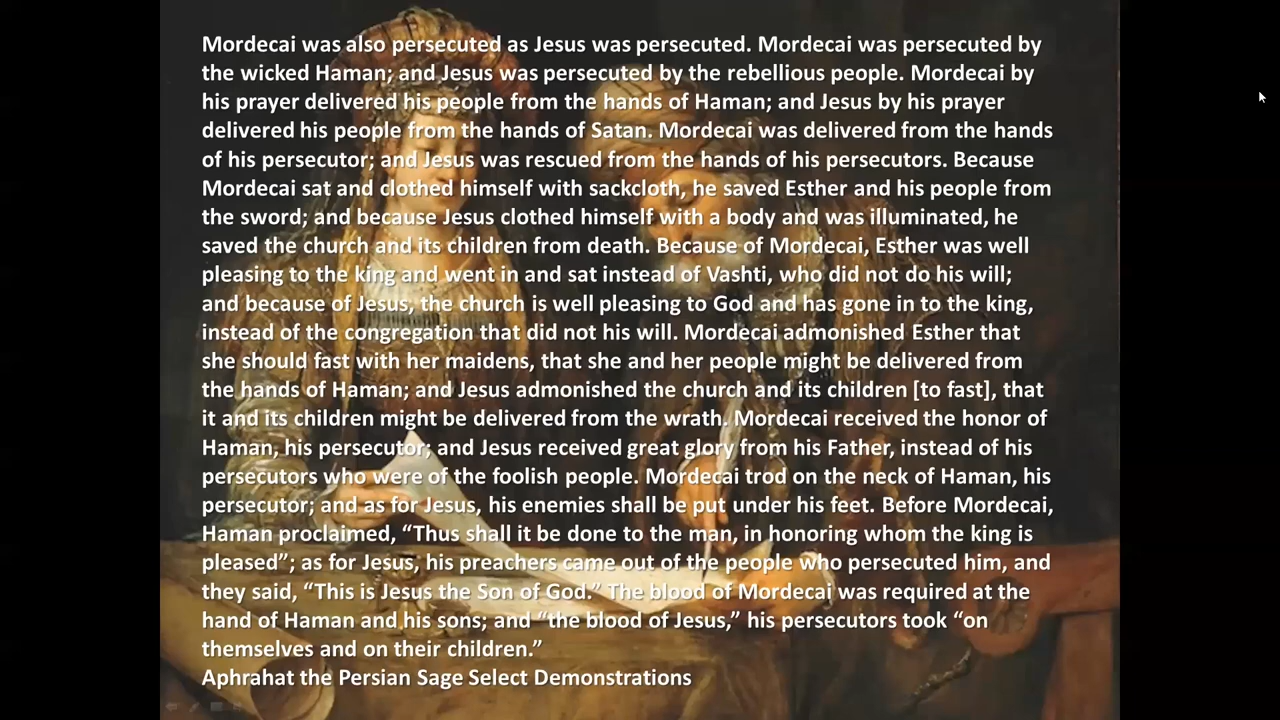 Mordecai was also persecuted as Jesus was persecuted. Mordecai was persecuted by
the wicked Haman; and Jesus was persecuted by the rebellious people. Mordecai by
his prayer delivered his people from the hands of Haman; and Jesus by his prayer
delivered his people from the hands of Satan. Mordecai was delivered from the hands
of his persecutor; and Jesus was rescued from the hands of his persecutors. Because
Mordecai sat and clothed himself with sackcloth, he saved Esther and his people from
the sword; and because Jesus clothed himself with a body and was illuminated, he
saved the church and its children from death. Because of Mordecai, Esther was well
pleasing to the king and went in and sat instead of Vashti, who did not do his will;
and because of Jesus, the church is well pleasing to God and has gone in to the king,
instead of the congregation that did not his will. Mordecai admonished Esther that
she should fast with her maidens, that she and her people might be delivered from
the hands of Haman; and Jesus admonished the church and its children [to fast], that
it and its children might be delivered from the wrath. Mordecai received the honor of
Haman, his persecutor; and Jesus received great glory from his Father, instead of his
persecutors who were of the foolish people. Mordecai trod on the neck of Haman, his
persecutor; and as for Jesus, his enemies shall be put under his feet. Before Mordecai,
Haman proclaimed, “Thus shall it be done to the man, in honoring whom the king is
pleased”; as for Jesus, his preachers came out of the people who persecuted him, and
they said, “This is Jesus the Son of God.” The blood of Mordecai was required at the
hand of Haman and his sons; and “the blood of Jesus,” his persecutors took “on
themselves and on their children.”
Aphrahat the Persian Sage Select Demonstrations